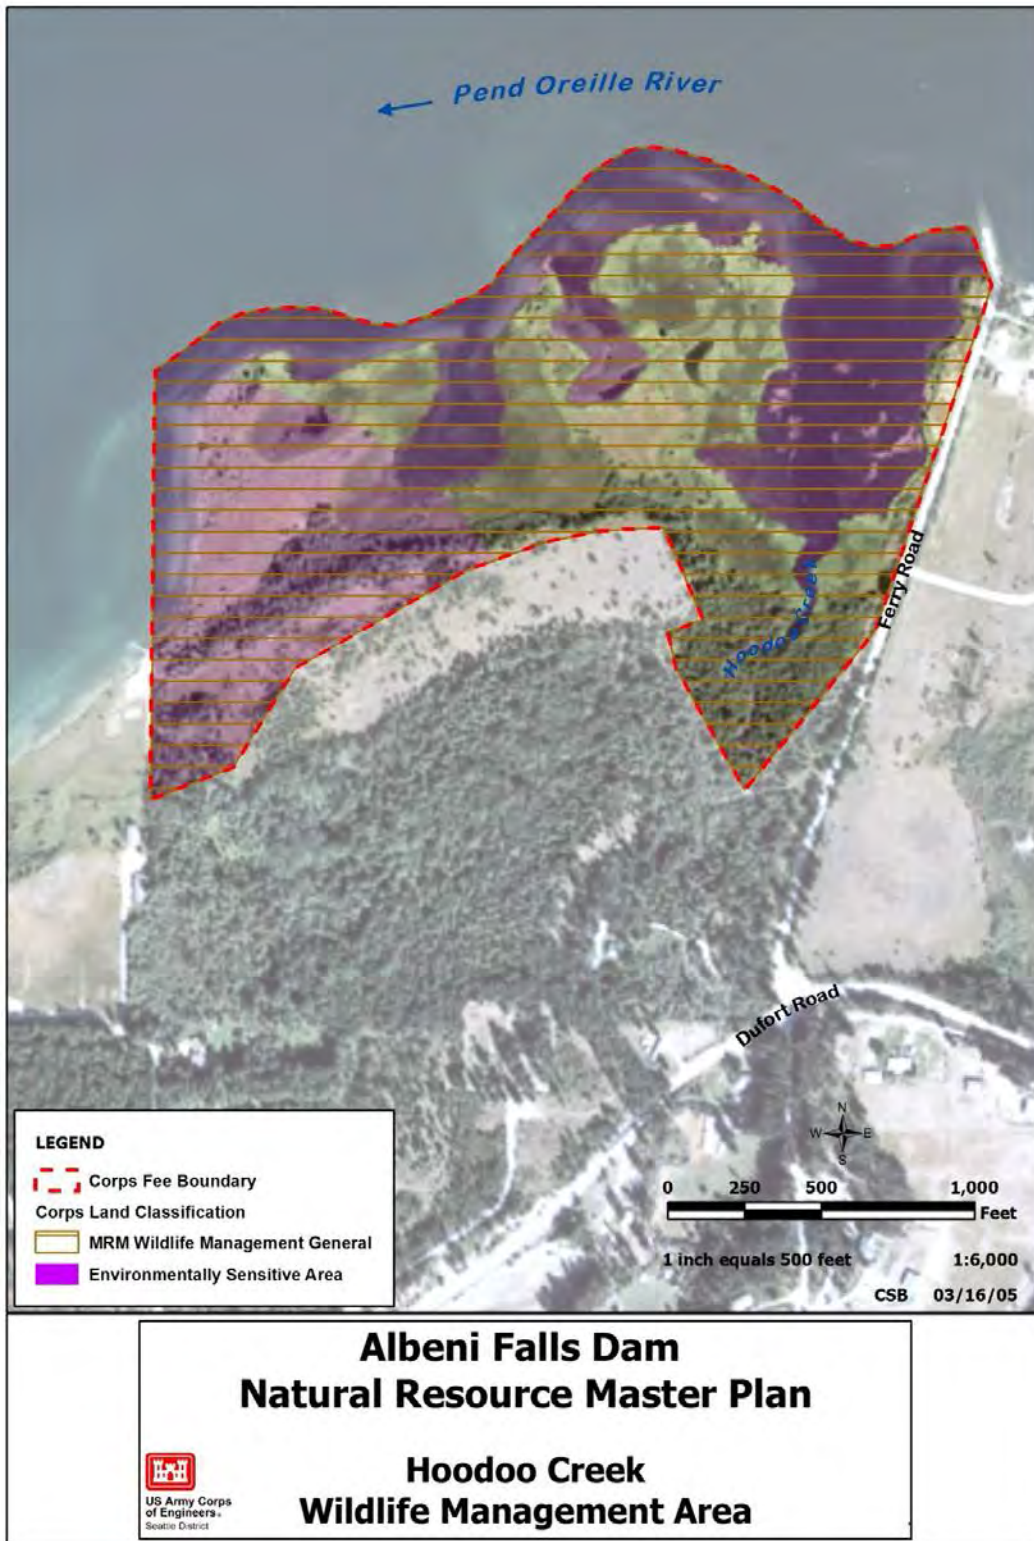 Pend Oreille River
Hoodoo Creek
Ferry Road
Dufort Road
LEGEND
Corps Fee Boundary
Corps Land Classification
MRM Wildlife Management General
Environmentally Sensitive Area
N
W E
S
0 250 500 1,000
Feet
1 inch equals 500 feet 1:6,000
CSB 03/16/05
Albeni Falls Dam
Natural Resource Master Plan
Hoodoo Creek
Wildlife Management Area
US Army Corps
of Engineers.
Seattle District